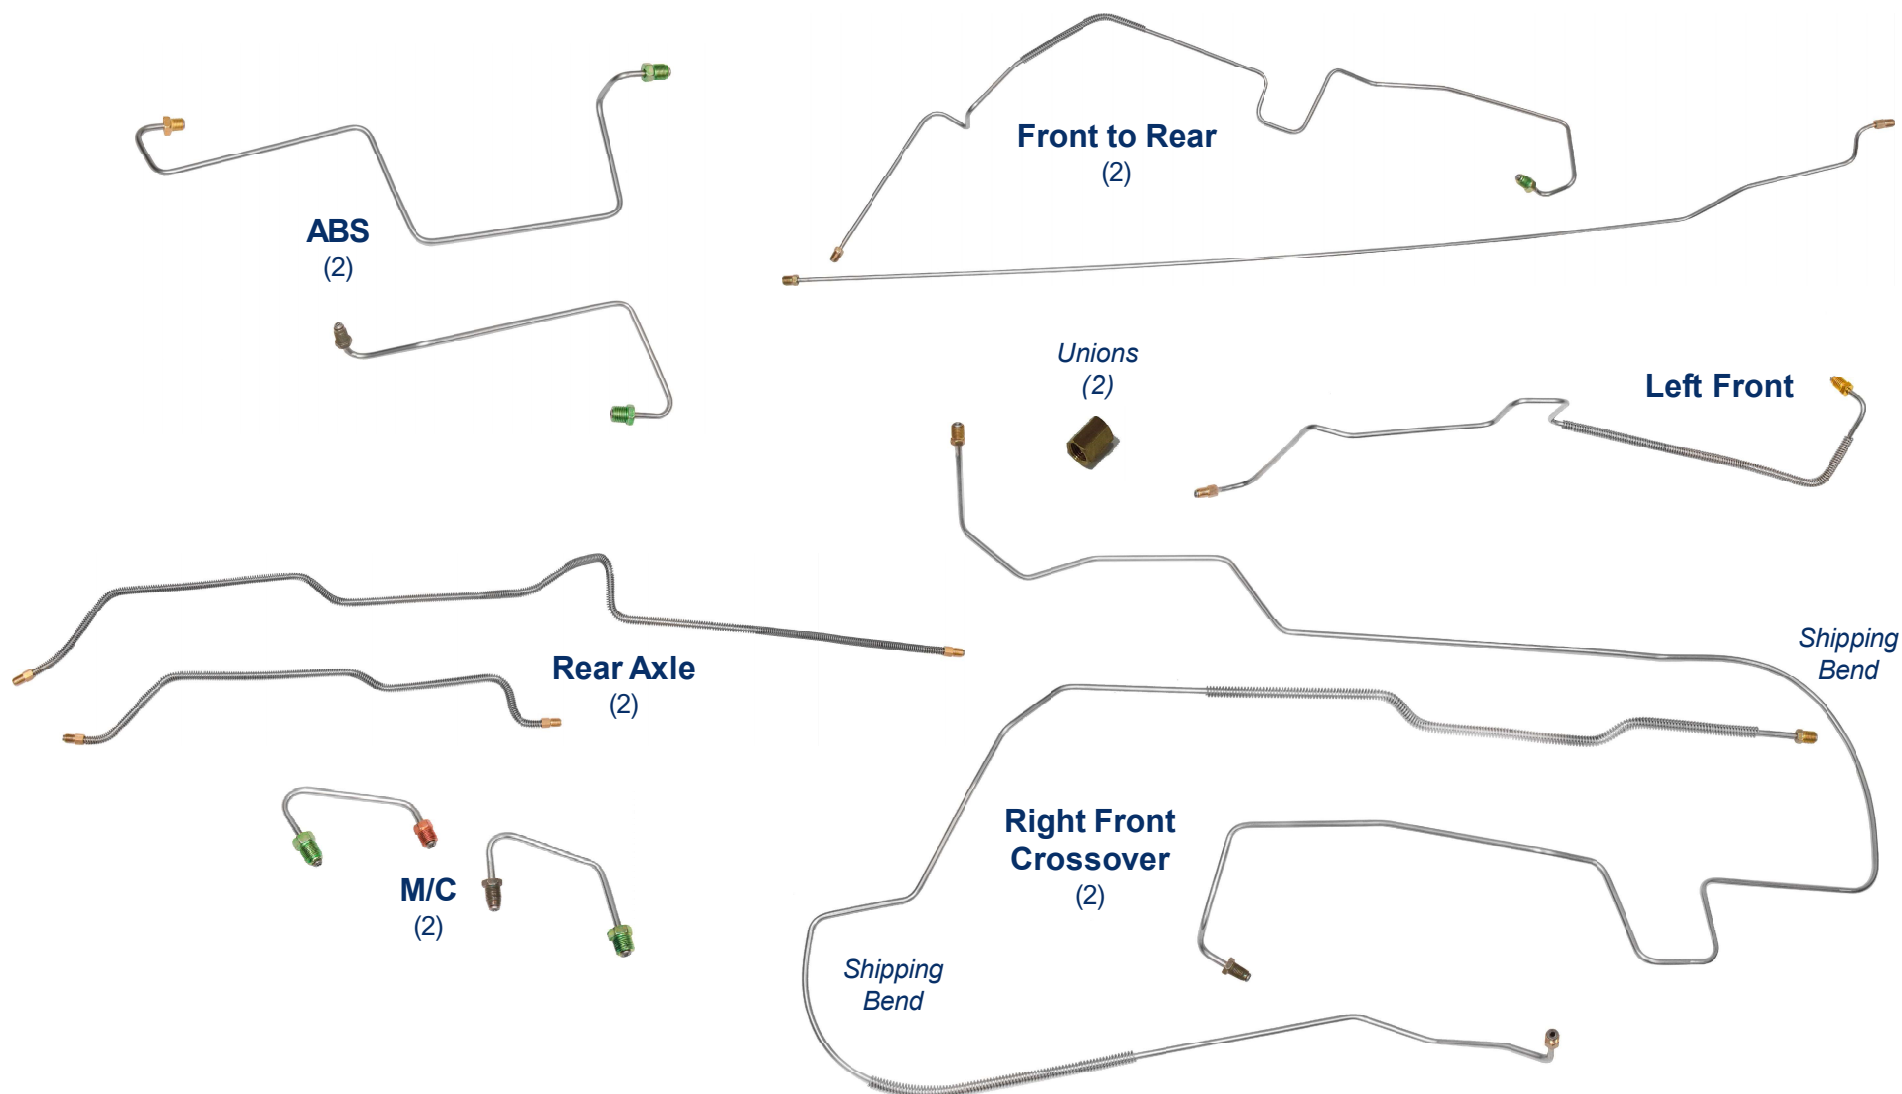 Front to Rear
(2)
ABS
(2)
Unions
(2)
Left Front
Rear Axle
(2)
Shipping
Bend
M/C
(2)
Right Front
Crossover
(2)
Shipping
Bend